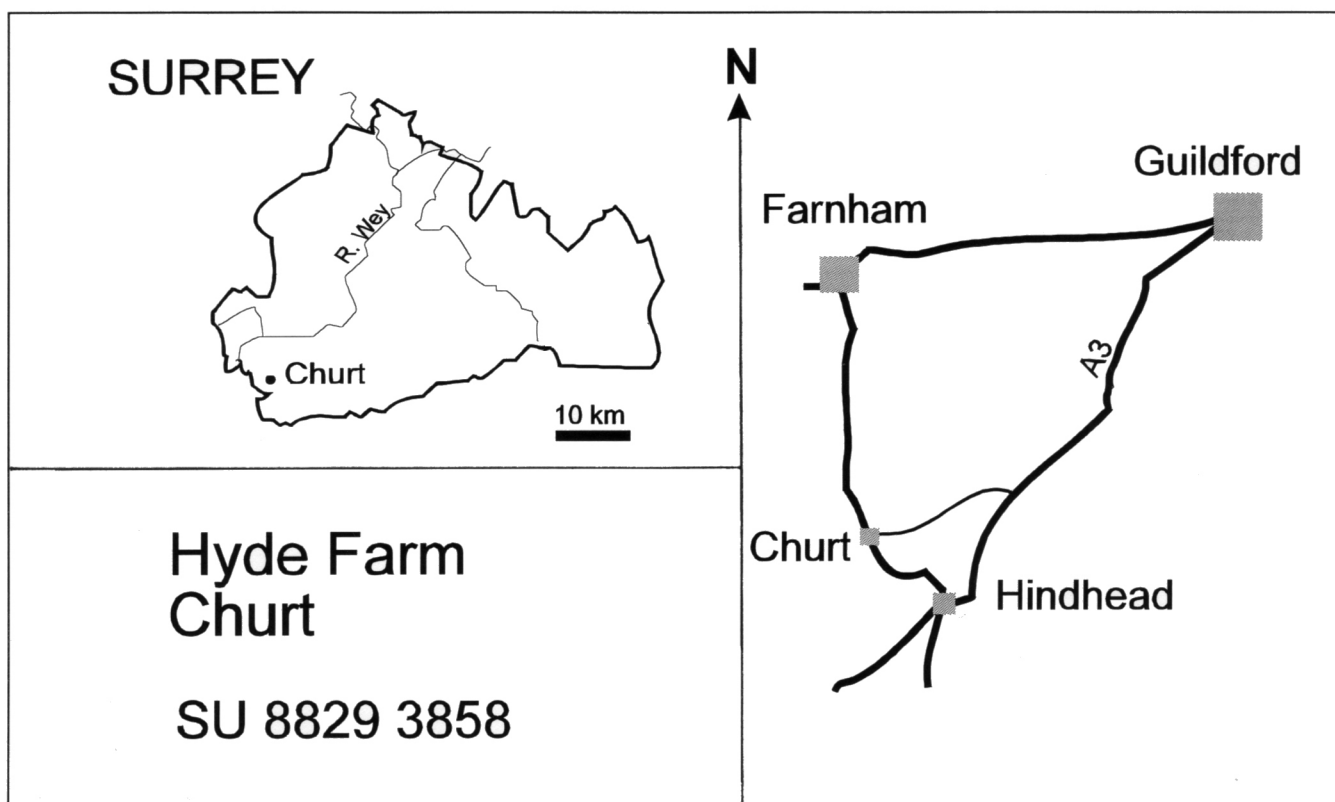 SURREY
R. Wey
Churt
10 km
Hyde Farm
Churt
SU 8829 3858
N
Guildford
Farnham
A3
Churt
Hindhead